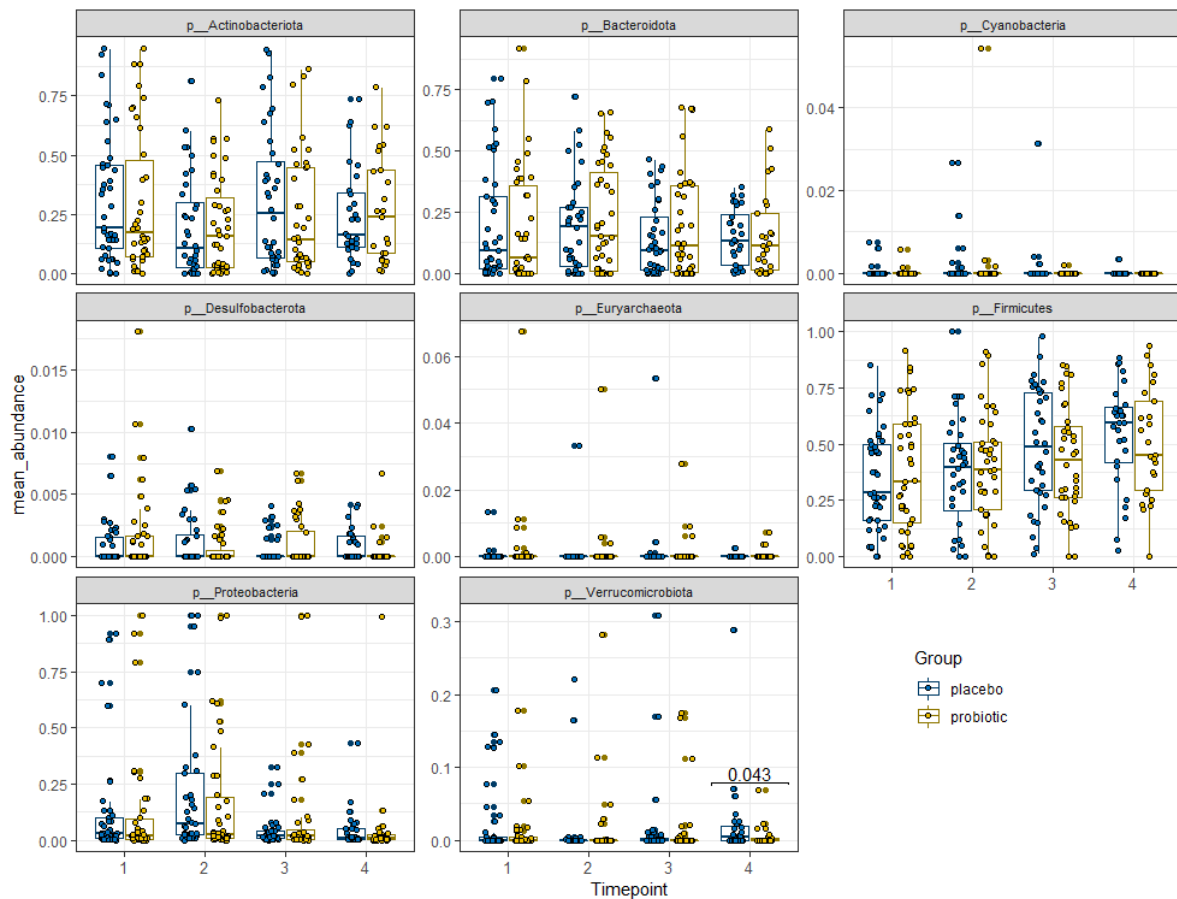 p__Actinobacteriota
p__Bacteroidota
p__Cyanobacteria
0.75
0.50
0.25
0.00
0.75
0.50
0.25
0.00
0.04
0.02
0.00
p__Desulfobacterota
p__Euryarchaeota
p__Firmicutes
mean_abundance
0.015
0.010
0.005
0.000
0.06
0.04
0.02
0.00
1.00
0.75
0.50
0.25
0.00
1 2 3 4
p__Proteobacteria
p__Verrucomicrobiota
1.00
0.75
0.50
0.25
0.00
0.3
0.2
0.1
0.0
0.043
Group
placebo
probiotic
1 2 3 4
1 2 3 4
Timepoint